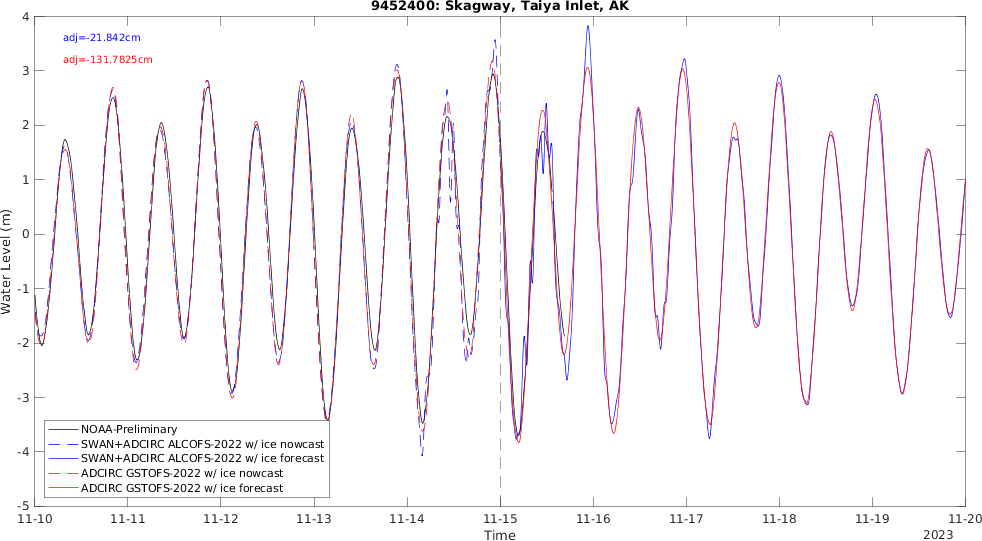 9452400: Skagway, Taiya Inlet, AK
adj=-21.842cm
adj=-131.7825cm
Water Level (m)
4
3
2
1
0
-1
-2
-3
-4
-5
NOAA-Preliminary
SWAN+ADCIRC ALCOFS-2022 w/ ice nowcast
SWAN+ADCIRC ALCOFS-2022 w/ ice forecast
ADCIRC GSTOFS-2022 w/ ice nowcast
ADCIRC GSTOFS-2022 w/ ice forecast
11-10 11-11 11-12 11-13 11-14 11-15 11-16 11-17 11-18 11-19 11-20
Time
2023